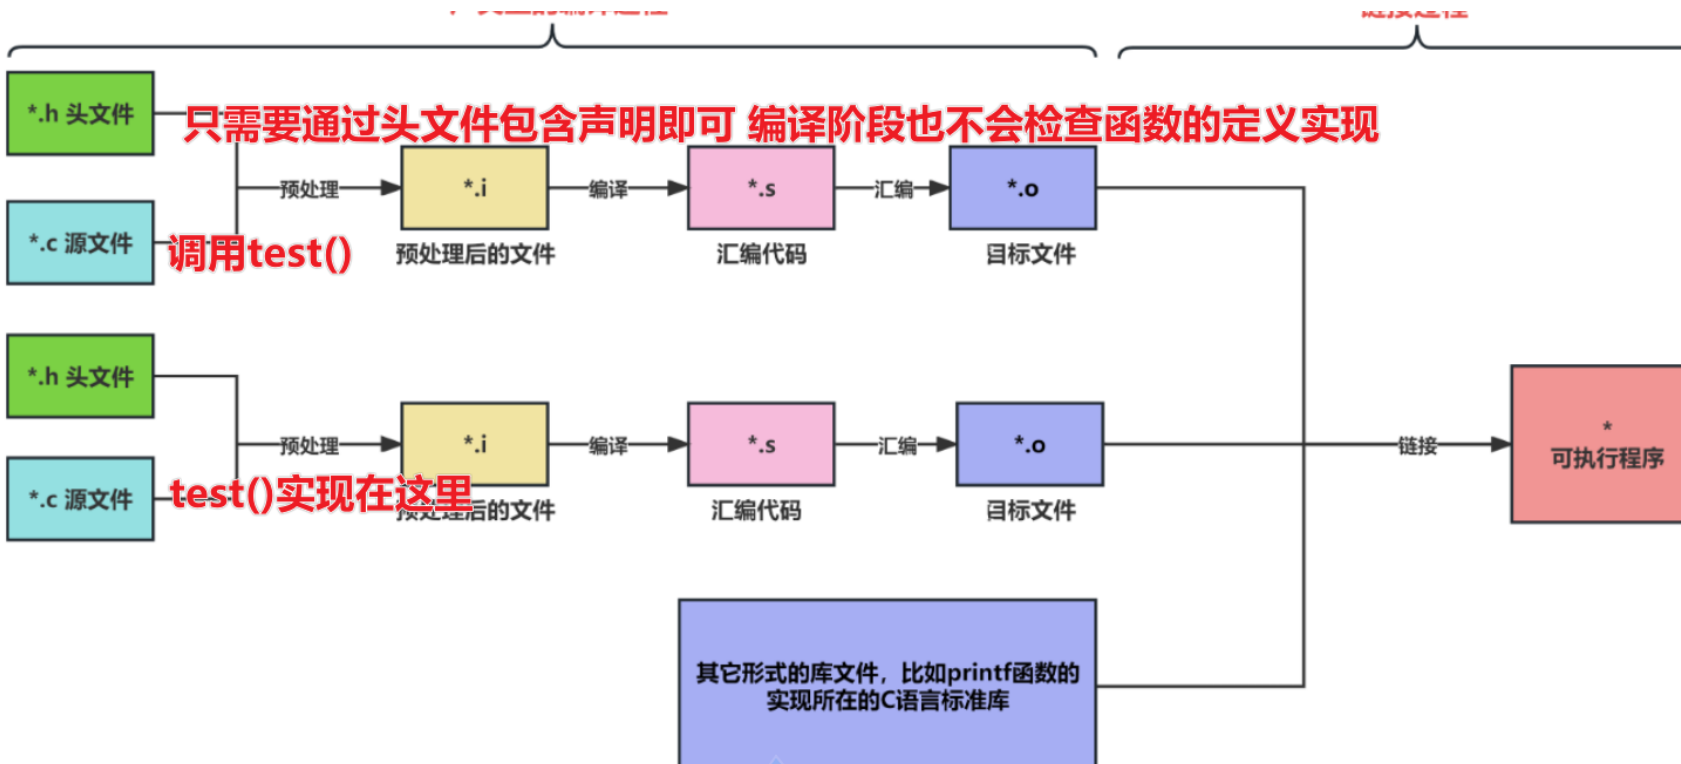 *.h 头文件
只需要通过头文件包含声明即可 编译阶段也不会检查函数的定义实现
预处理
*.i
编译
*.s
汇编
*.o
*.c 源文件
调用test()
预处理后的文件
汇编代码
目标文件
*.h 头文件
预处理
*.i
编译
*.s
汇编
*.o
链接
*
可执行程序
*.c 源文件
test()实现在这里
预处理后的文件
汇编代码
目标文件
其它形式的库文件，比如printf函数的
实现所在的C语言标准库